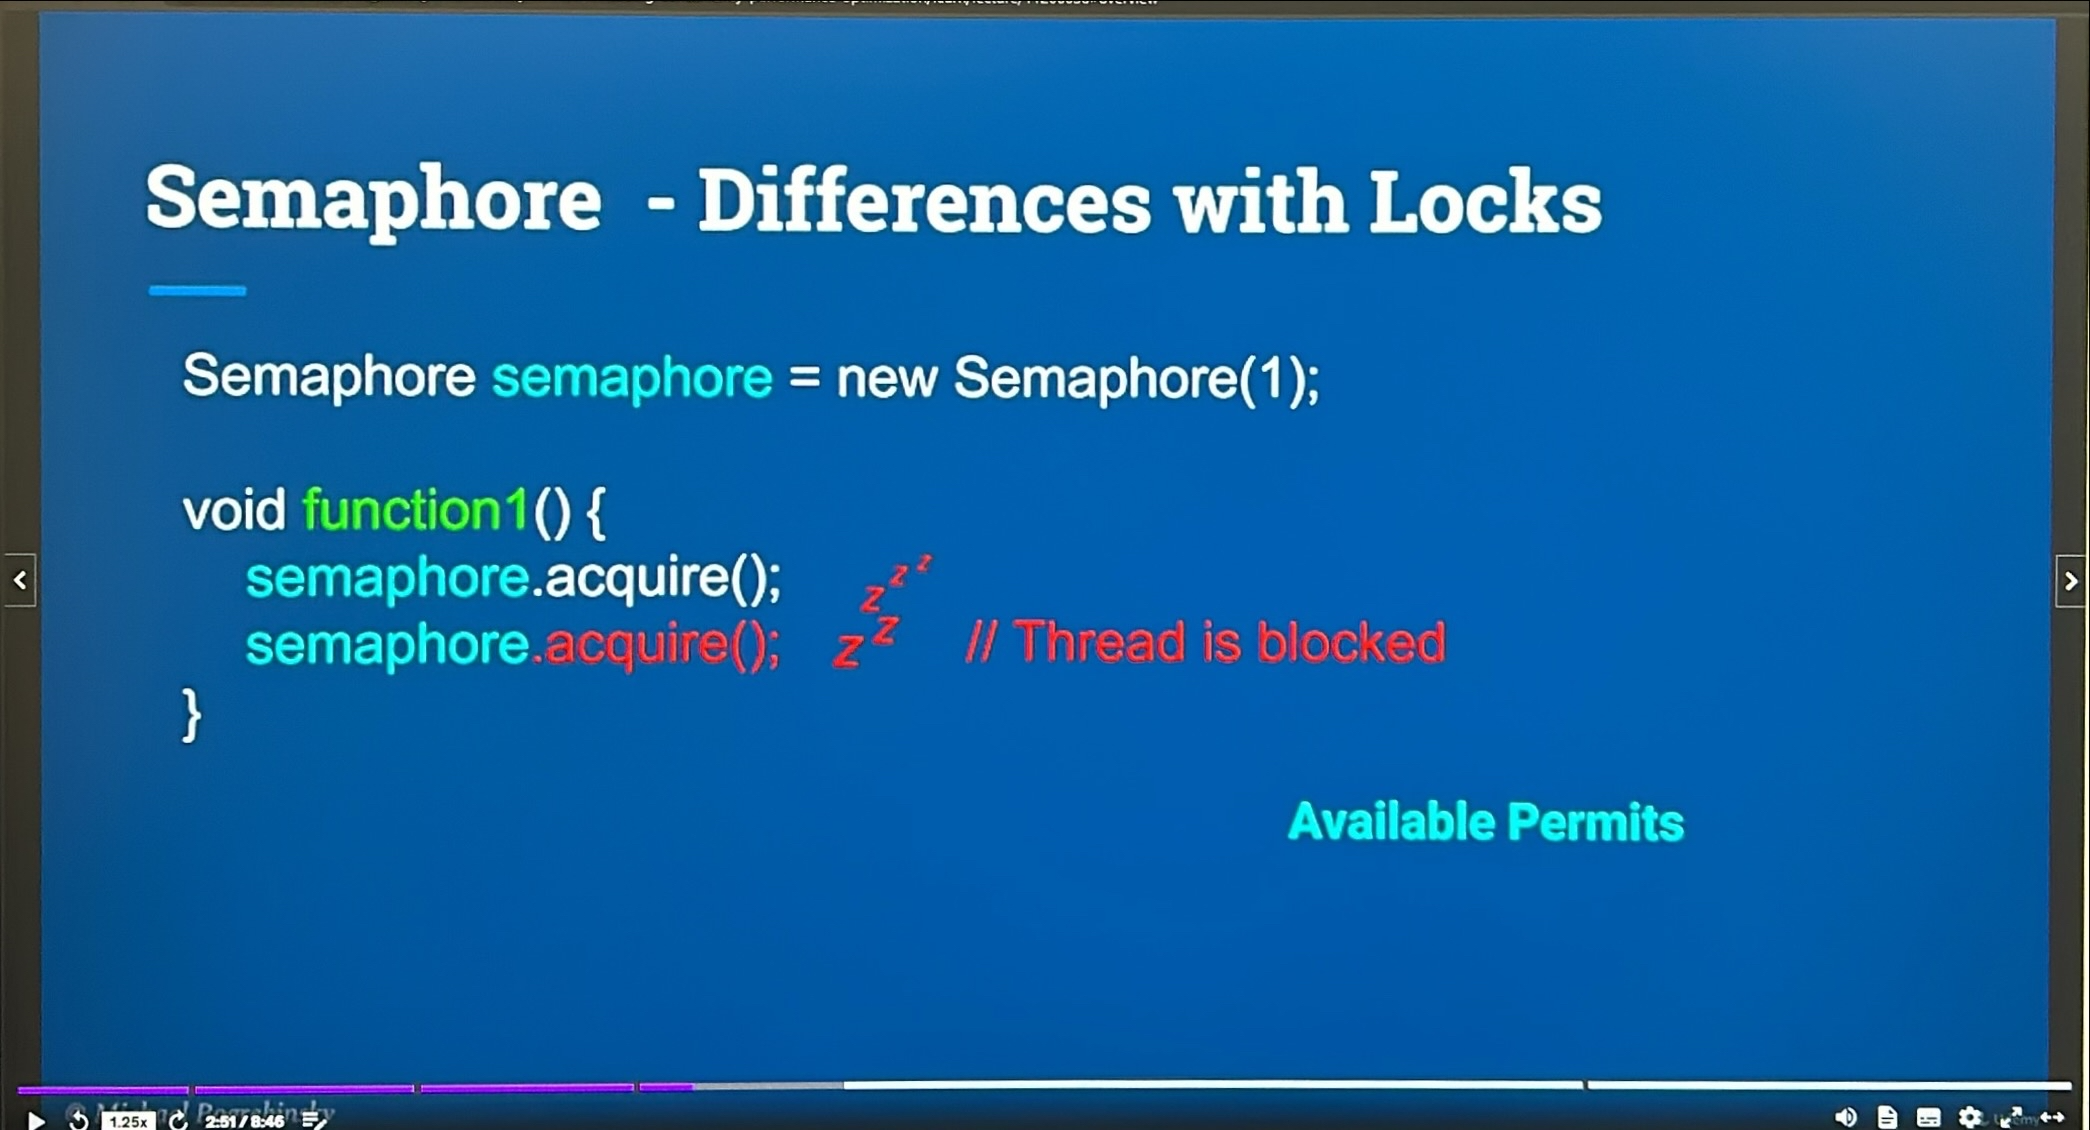 Semaphore - Differences with Locks
Semaphore semaphore = new Semaphore(1);
void function1() {
semaphore.acquire();
z z z
semaphore.acquire(); z z // Thread is blocked
}
Available Permits
© Michael Pogrebinsky
1.25x
2:51 / 8:46